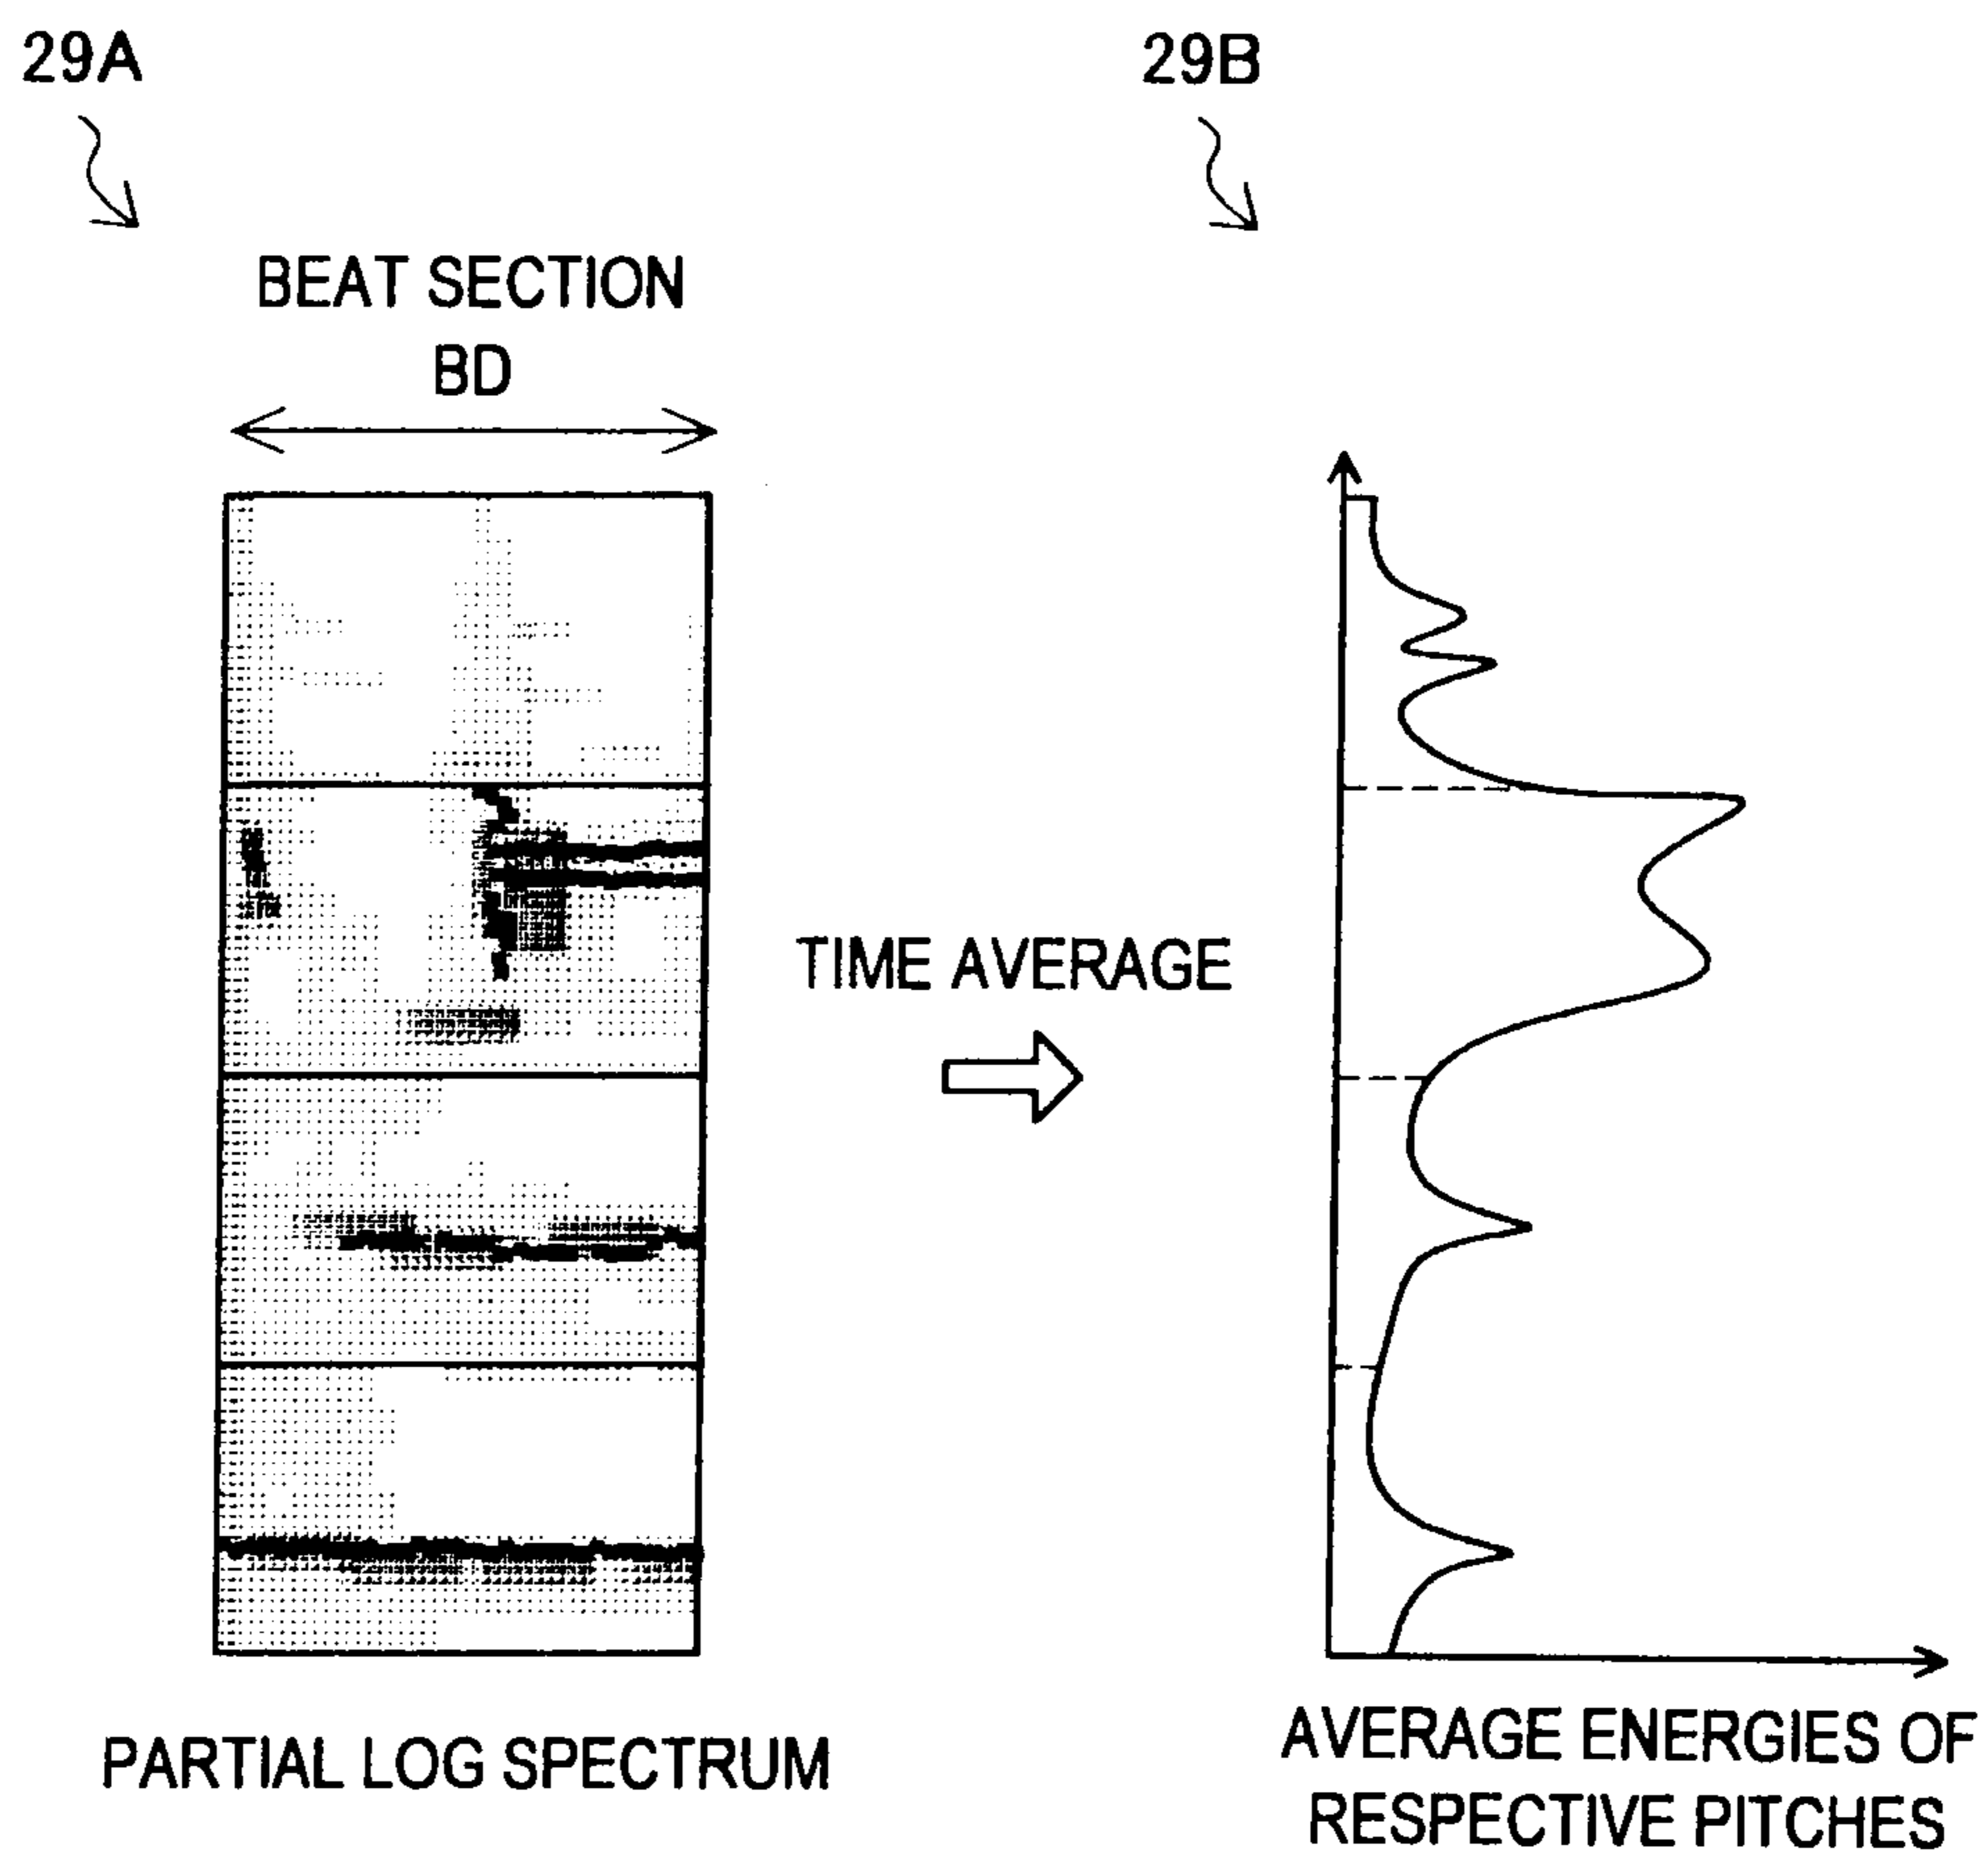 29A
29B
BEAT SECTION
BD
TIME AVERAGE
PARTIAL LOG SPECTRUM
AVERAGE ENERGIES OF
RESPECTIVE PITCHES